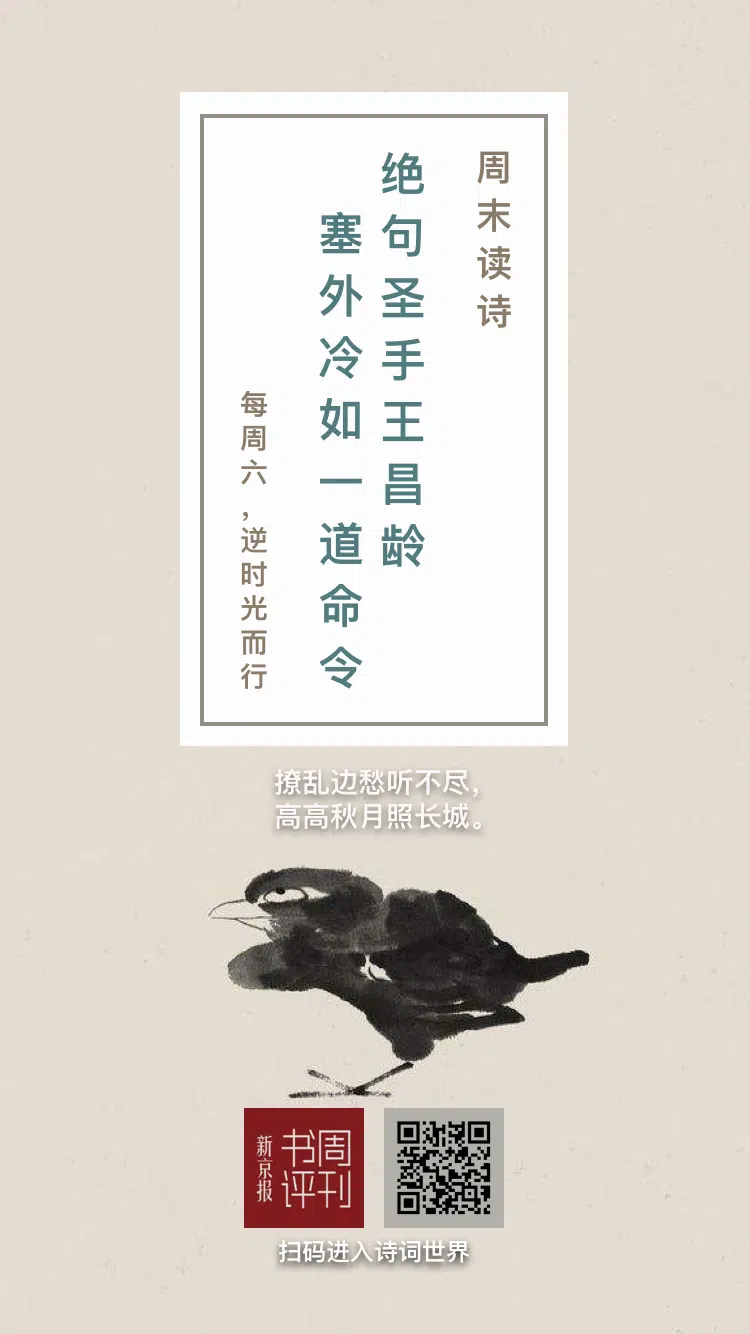 周末读诗
绝句圣手王昌龄
塞外冷如一道命令
每周六，逆时光而行
撩乱边愁听不尽，
高高秋月照长城。
新京报
书评周刊
扫码进入诗词世界